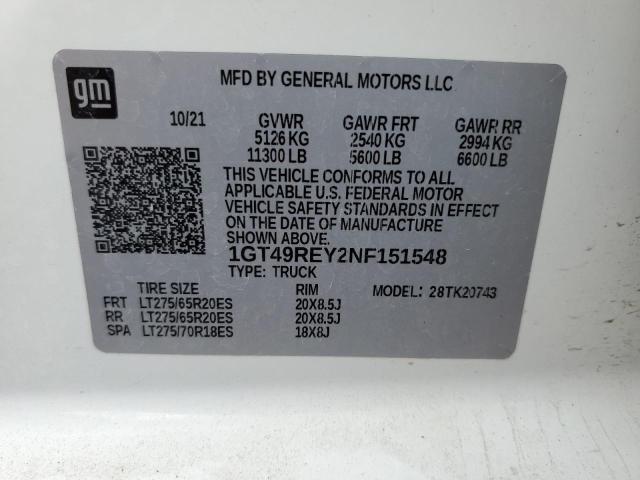 gm
MFD BY GENERAL MOTORS LLC
10/21 GVWR GAWR FRT GAWR RR
5126 KG 2540 KG 2994 KG
11300 LB 5600 LB 6600 LB
THIS VEHICLE CONFORMS TO ALL
APPLICABLE U.S. FEDERAL MOTOR
VEHICLE SAFETY STANDARDS IN EFFECT
ON THE DATE OF MANUFACTURE
SHOWN ABOVE.
1GT49REY2NF151548
TYPE: TRUCK
TIRE SIZE RIM MODEL: 28TK20743
FRT LT275/65R20ES 20X8.5J
RR LT275/65R20ES 20X8.5J
SPA LT275/70R18ES 18X8J